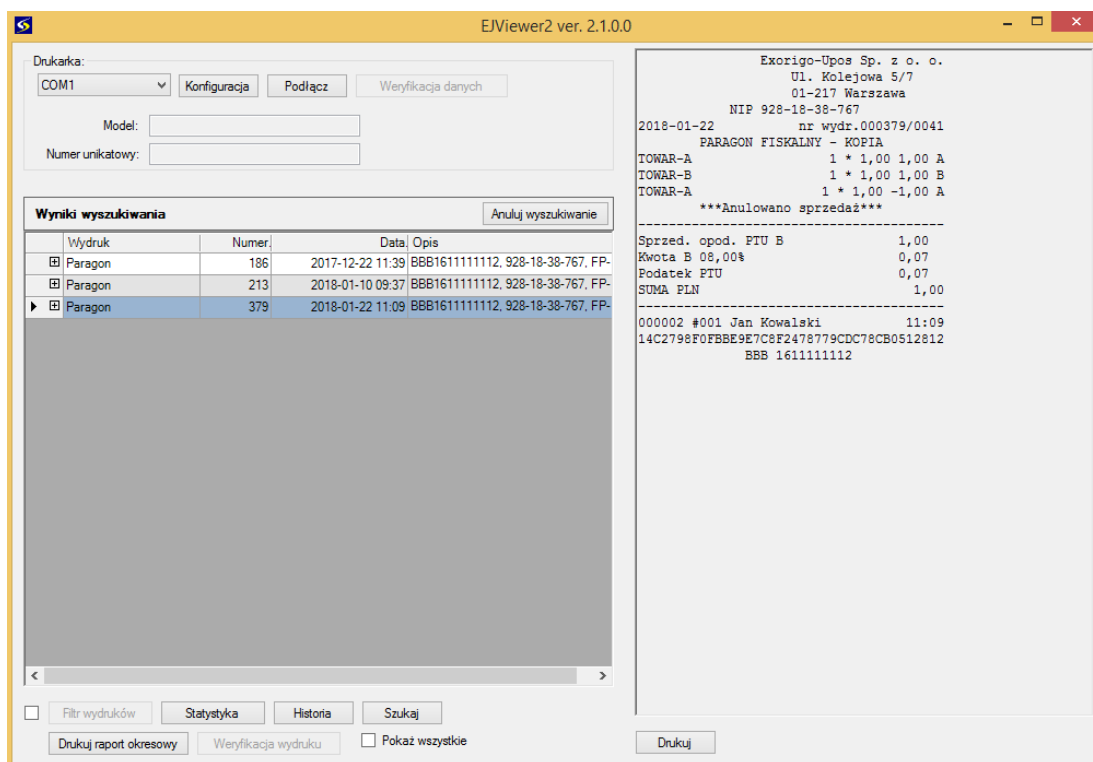 EJViewer2 ver. 2.1.0.0
Drukarka:
COM1 Konfiguracja Podłącz Weryfikacja danych
Model:
Numer unikatowy:
Wyniki wyszukiwania Anuluj wyszukiwanie
Wydruk Numer. Data. Opis
Paragon 186 2017-12-22 11:39 BBB1611111112, 928-18-38-767, FP-
Paragon 213 2018-01-10 09:37 BBB1611111112, 928-18-38-767, FP-
Paragon 379 2018-01-22 11:09 BBB1611111112, 928-18-38-767, FP-
Filtr wydruków Statystyka Historia Szukaj
Drukuj raport okresowy Weryfikacja wydruku Pokaż wszystkie
Exorigo-Upos Sp. z o. o.
Ul. Kolejowa 5/7
01-217 Warszawa
NIP 928-18-38-767
2018-01-22 nr wydr.000379/0041
PARAGON FISKALNY - KOPIA
TOWAR-A 1 * 1,00 1,00 A
TOWAR-B 1 * 1,00 1,00 B
TOWAR-A 1 * 1,00 -1,00 A
***Anulowano sprzedaż***
----------------------------------------
Sprzed. opod. PTU B 1,00
Kwota B 08,00% 0,07
Podatek PTU 0,07
SUMA PLN 1,00
----------------------------------------
000002 #001 Jan Kowalski 11:09
14C2798F0FBBE9E7C8F2478779CDC78CB0512812
BBB 1611111112
Drukuj